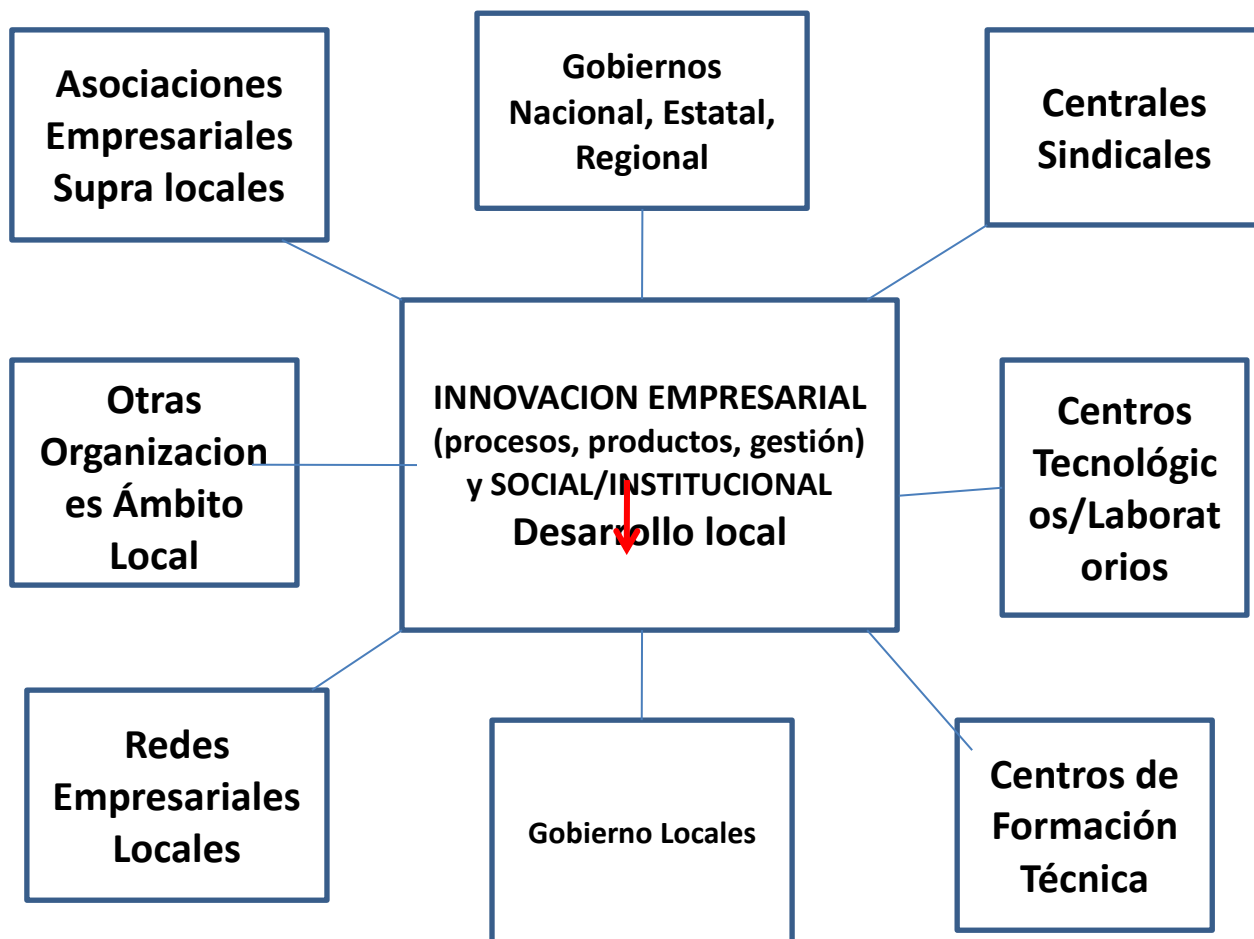 Asociaciones
Empresariales
Supra locales
Gobiernos
Nacional, Estatal,
Regional
Centrales
Sindicales
Otras
Organizacion
es Ámbito
Local
INNOVACION EMPRESARIAL
(procesos, productos, gestión)
y SOCIAL/INSTITUCIONAL
Desarrollo local
Centros
Tecnológic
os/Laborat
orios
Redes
Empresariales
Locales
Gobierno Locales
Centros de
Formación
Técnica